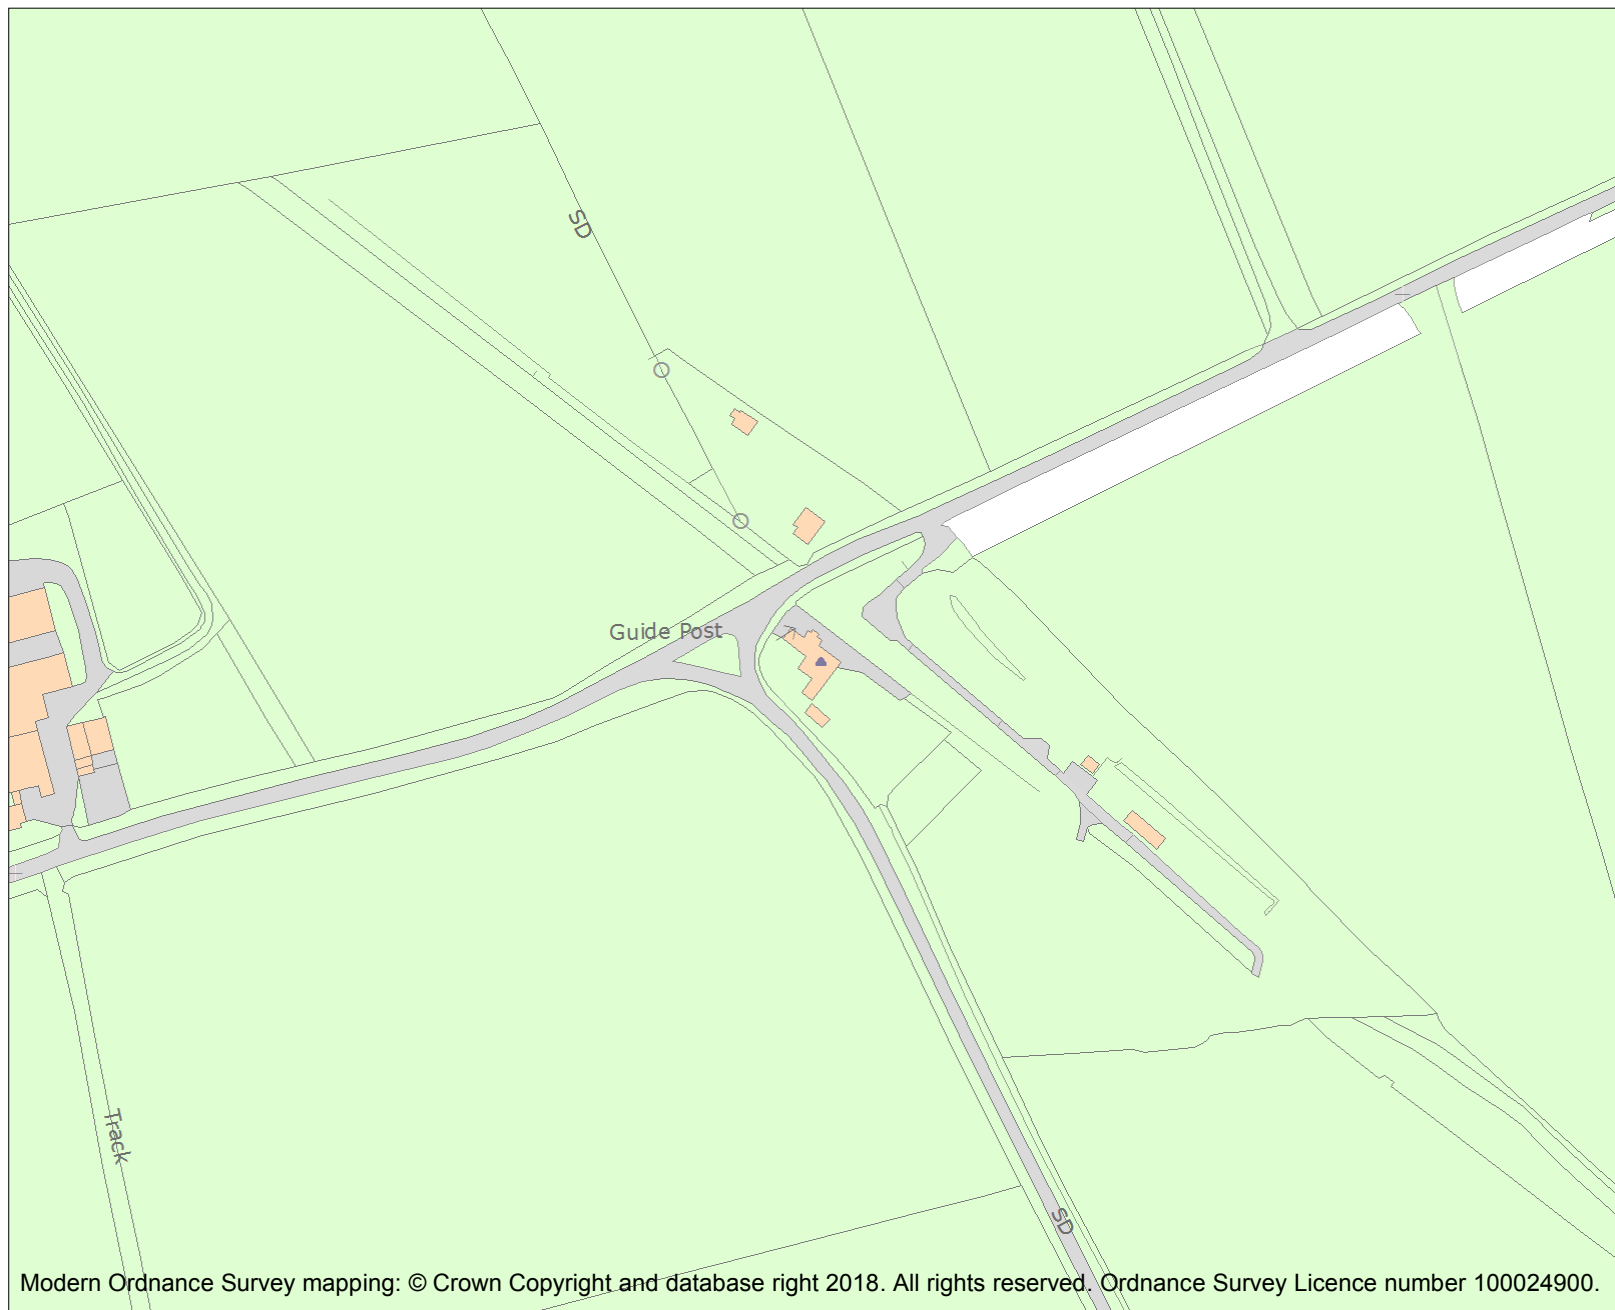 SD
Guide Post
Track
SD
Modern Ordnance Survey mapping: © Crown Copyright and database right 2018. All rights reserved. Ordnance Survey Licence number 100024900.